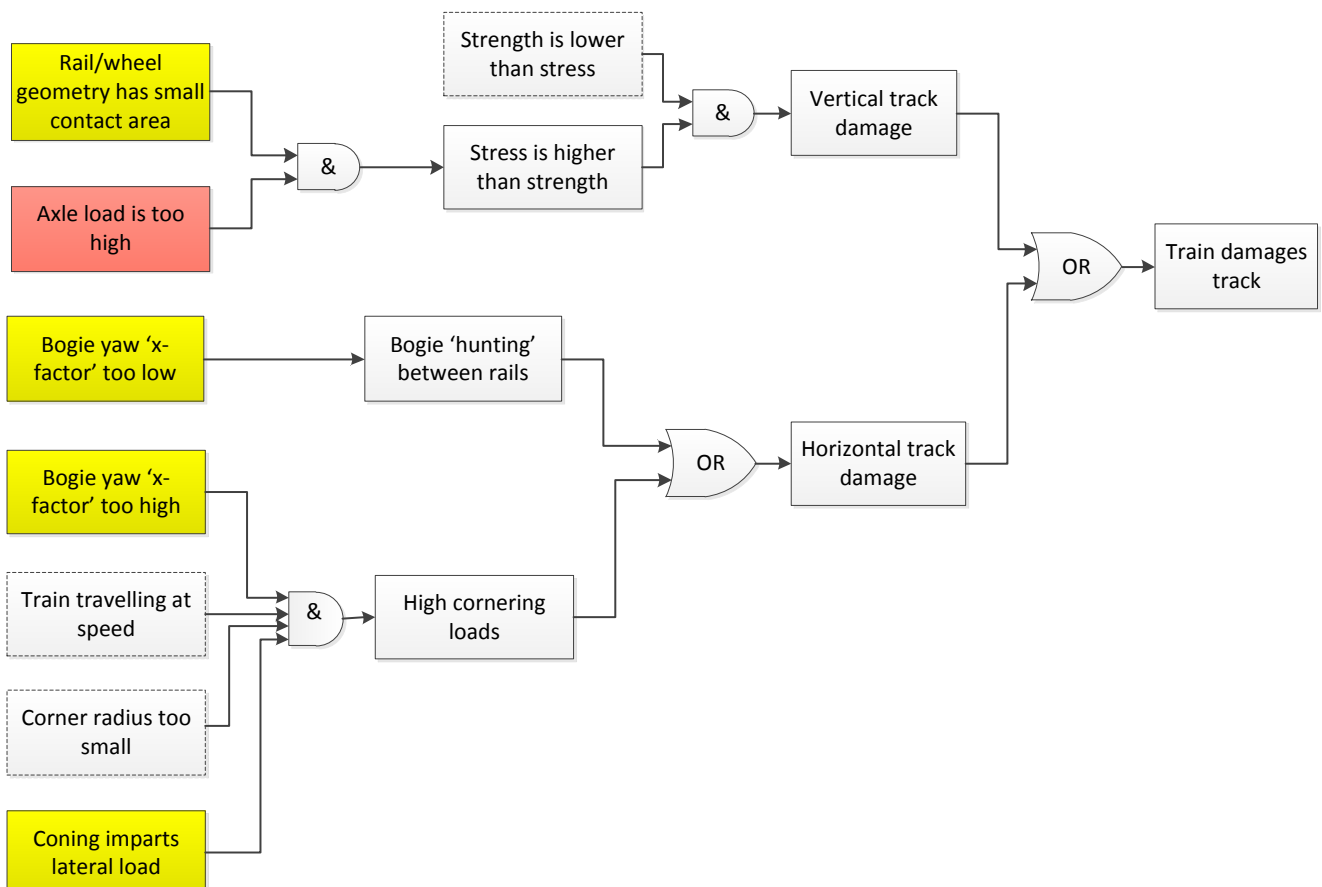 Rail/wheel
geometry has small
contact area
Strength is lower
than stress
&
Vertical track
damage
&
Stress is higher
than strength
Axle load is too
high
OR
Train damages
track
Bogie yaw ‘x-
factor’ too low
Bogie ‘hunting’
between rails
OR
Horizontal track
damage
Bogie yaw ‘x-
factor’ too high
Train travelling at
speed
&
High cornering
loads
Corner radius too
small
Coning imparts
lateral load